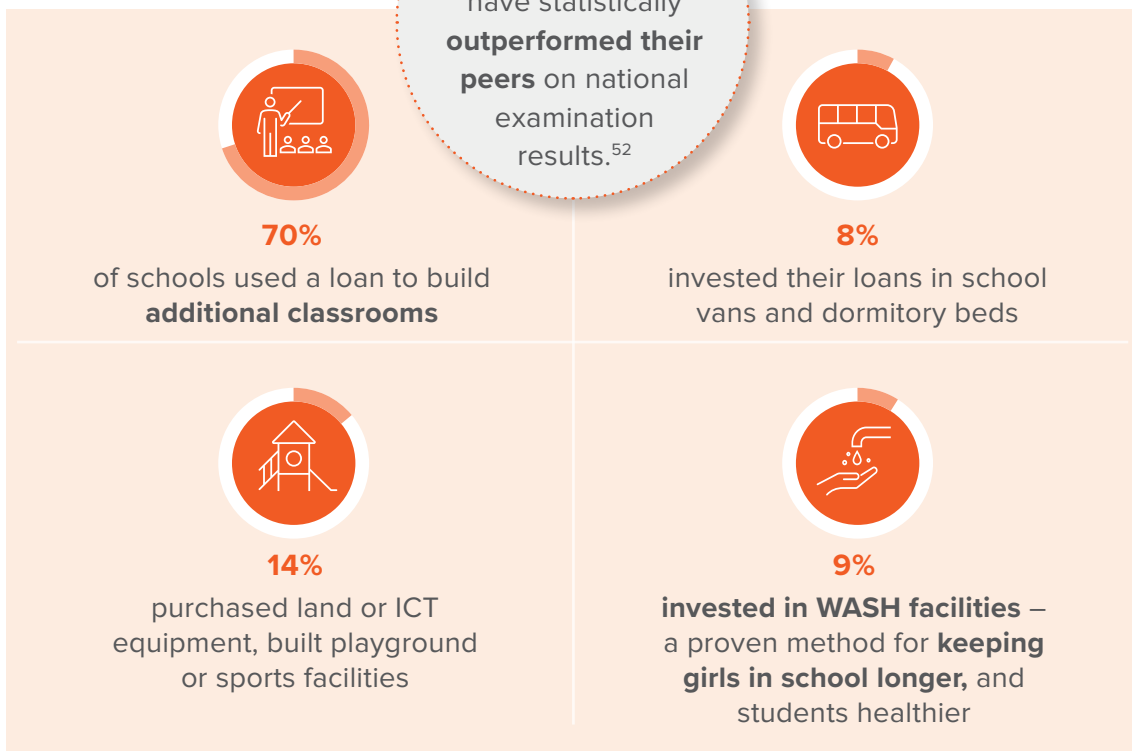 have statistically
outperformed their
peers on national
examination
results.52
70%
of schools used a loan to build
additional classrooms
8%
invested their loans in school
vans and dormitory beds
14%
purchased land or ICT
equipment, built playground
or sports facilities
9%
invested in WASH facilities –
a proven method for keeping
girls in school longer, and
students healthier